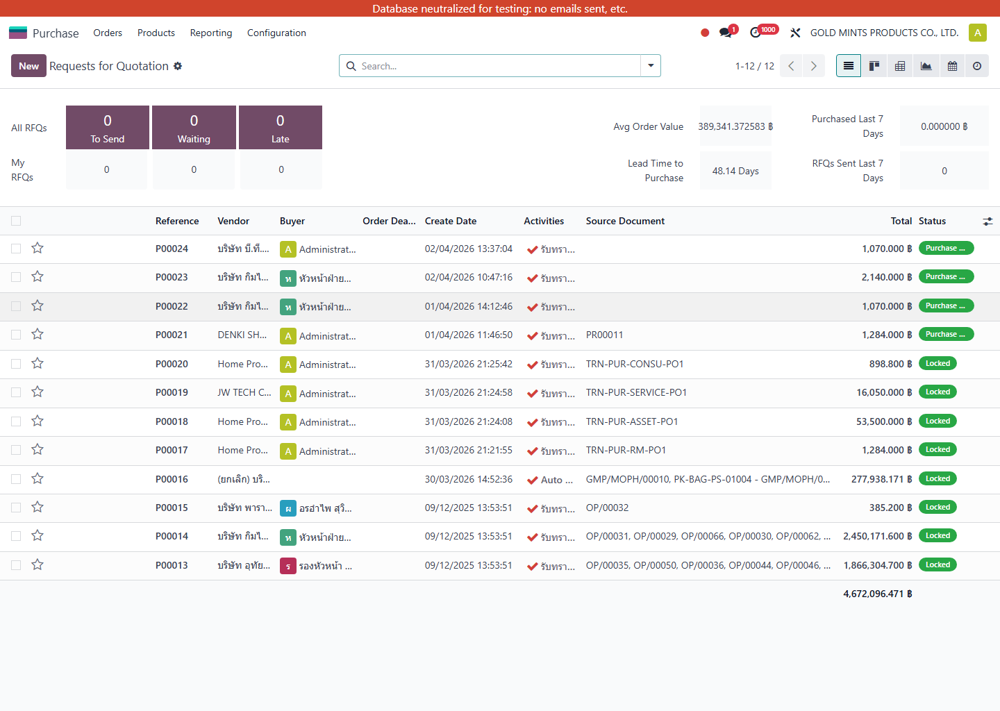 Database neutralized for testing: no emails sent, etc.
Purchase Orders Products Reporting Configuration 1 1000 GOLD MINTS PRODUCTS CO., LTD. A
New Requests for Quotation Search... 1-12 / 12
All RFQs 0 To Send 0 Waiting 0 Late
My RFQs 0 0 0
Avg Order Value 389,341.372583 ฿ Purchased Last 7 Days 0.000000 ฿
Lead Time to Purchase 48.14 Days RFQs Sent Last 7 Days 0
Reference Vendor Buyer Order Dea... Create Date Activities Source Document Total Status
P00024 บริษัท บี.ที.... A Administrat... 02/04/2026 13:37:04 รับทรา... 1,070.000 ฿ Purchase ...
P00023 บริษัท กิมไ... ห หัวหน้าฝ่าย... 02/04/2026 10:47:16 รับทรา... 2,140.000 ฿ Purchase ...
P00022 บริษัท กิมไ... ห หัวหน้าฝ่าย... 01/04/2026 14:12:46 รับทรา... 1,070.000 ฿ Purchase ...
P00021 DENKI SH... A Administrat... 01/04/2026 11:46:50 รับทรา... PR00011 1,284.000 ฿ Purchase ...
P00020 Home Pro... A Administrat... 31/03/2026 21:25:42 รับทรา... TRN-PUR-CONSU-PO1 898.800 ฿ Locked
P00019 JW TECH C... A Administrat... 31/03/2026 21:24:58 รับทรา... TRN-PUR-SERVICE-PO1 16,050.000 ฿ Locked
P00018 Home Pro... A Administrat... 31/03/2026 21:24:08 รับทรา... TRN-PUR-ASSET-PO1 53,500.000 ฿ Locked
P00017 Home Pro... A Administrat... 31/03/2026 21:21:55 รับทรา... TRN-PUR-RM-PO1 1,284.000 ฿ Locked
P00016 (ยกเลิก) บริ... 30/03/2026 14:52:36 Auto ... GMP/MOPH/00010, PK-BAG-PS-01004 - GMP/MOPH/0... 277,938.171 ฿ Locked
P00015 บริษัท พารา... ผ อรอำไพ สุวิ... 09/12/2025 13:53:51 รับทรา... OP/00032 385.200 ฿ Locked
P00014 บริษัท กิมไ... ห หัวหน้าฝ่าย... 09/12/2025 13:53:51 รับทรา... OP/00031, OP/00029, OP/00066, OP/00030, OP/00062, ... 2,450,171.600 ฿ Locked
P00013 บริษัท อุทัย... ร รองหัวหน้า ... 09/12/2025 13:53:51 รับทรา... OP/00035, OP/00050, OP/00036, OP/00044, OP/00046, ... 1,866,304.700 ฿ Locked
4,672,096.471 ฿